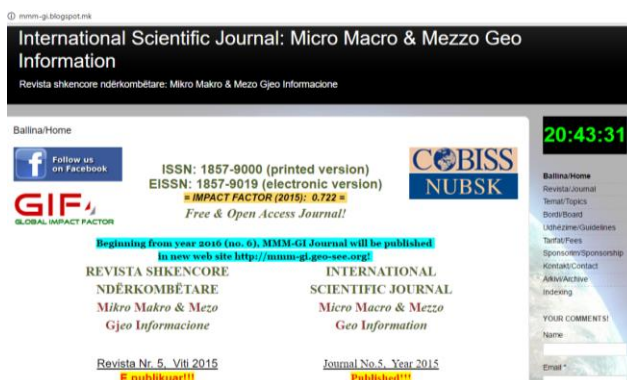 mmm-gi.blogspot.mk
International Scientific Journal: Micro Macro & Mezzo Geo
Information
Revista shkencore ndërkombëtare: Mikro Makro & Mezo Gjeo Informacione
Ballina/Home
Follow us
on Facebook
GIF
GLOBAL IMPACT FACTOR
ISSN: 1857-9000 (printed version)
EISSN: 1857-9019 (electronic version)
= IMPACT FACTOR (2015): 0.722 =
Free & Open Access Journal!
COBISS
NUBSK
Beginning from year 2016 (no. 6), MMM-GI Journal will be published
in new web site http://mmm-gi.geo-see.org!
REVISTA SHKENCORE
NDËRKOMBËTARE
Mikro Makro & Mezo
Gjeo Informacione
INTERNATIONAL
SCIENTIFIC JOURNAL
Micro Macro & Mezzo
Geo Information
Revista Nr. 5, Viti 2015
E publikuar!!!
Journal No.5, Year 2015
Published!!!
20:43:31
Ballina/Home
Revista/Journal
Temat/Topics
Bordi/Board
Udhëzime/Guidelines
Tarifat/Fees
Sponsorim/Sponsorship
Kontakt/Contact
Arkivi/Archive
Indexing
YOUR COMMENTS!
Name
Email *